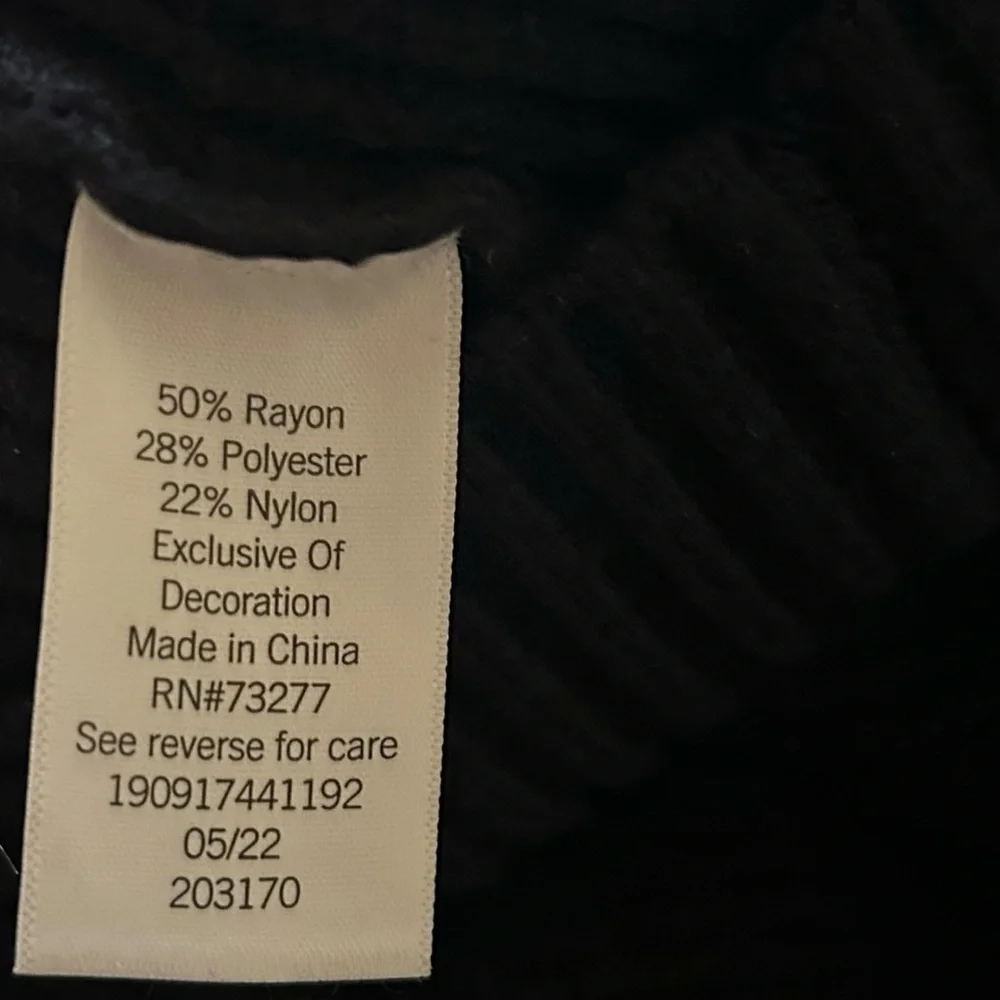 50% Rayon
28% Polyester
22% Nylon
Exclusive Of
Decoration
Made in China
RN#73277
See reverse for care
190917441192
05/22
203170